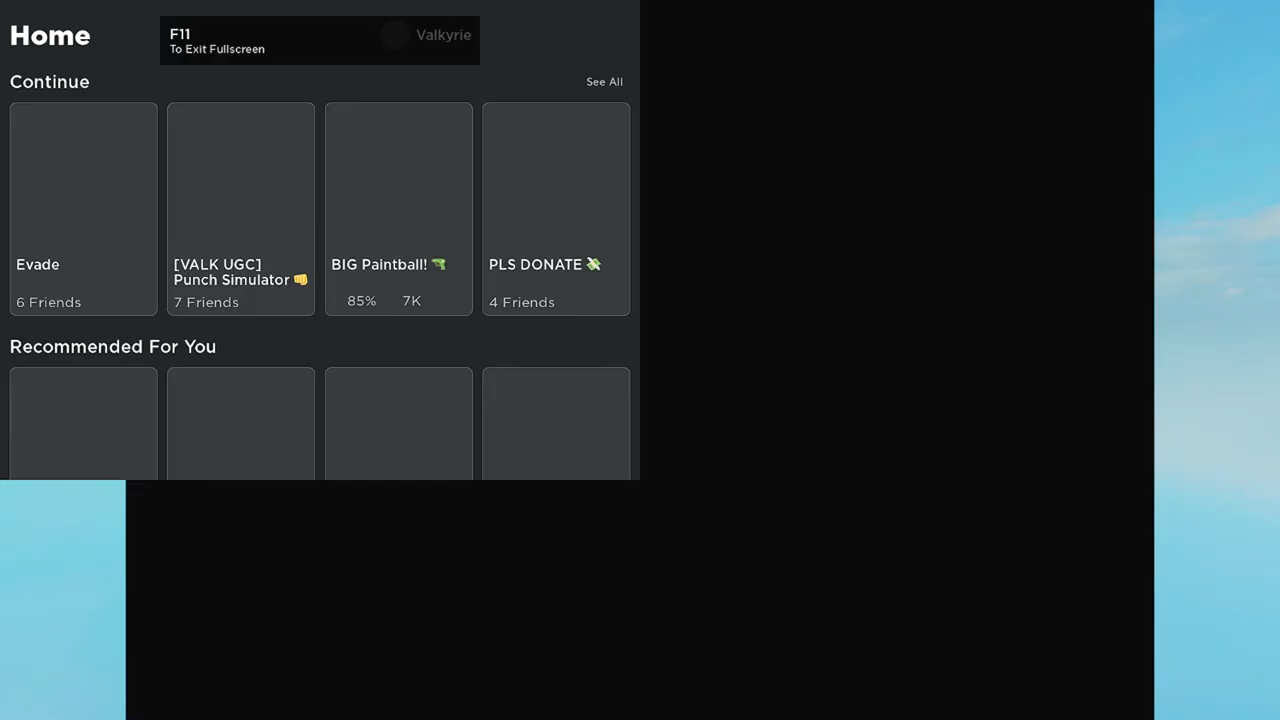 Home
F11
To Exit Fullscreen
Valkyrie
Continue
See All
Evade
6 Friends
[VALK UGC]
Punch Simulator 👊
7 Friends
BIG Paintball! 🔫
85% 7K
PLS DONATE 💸
4 Friends
Recommended For You